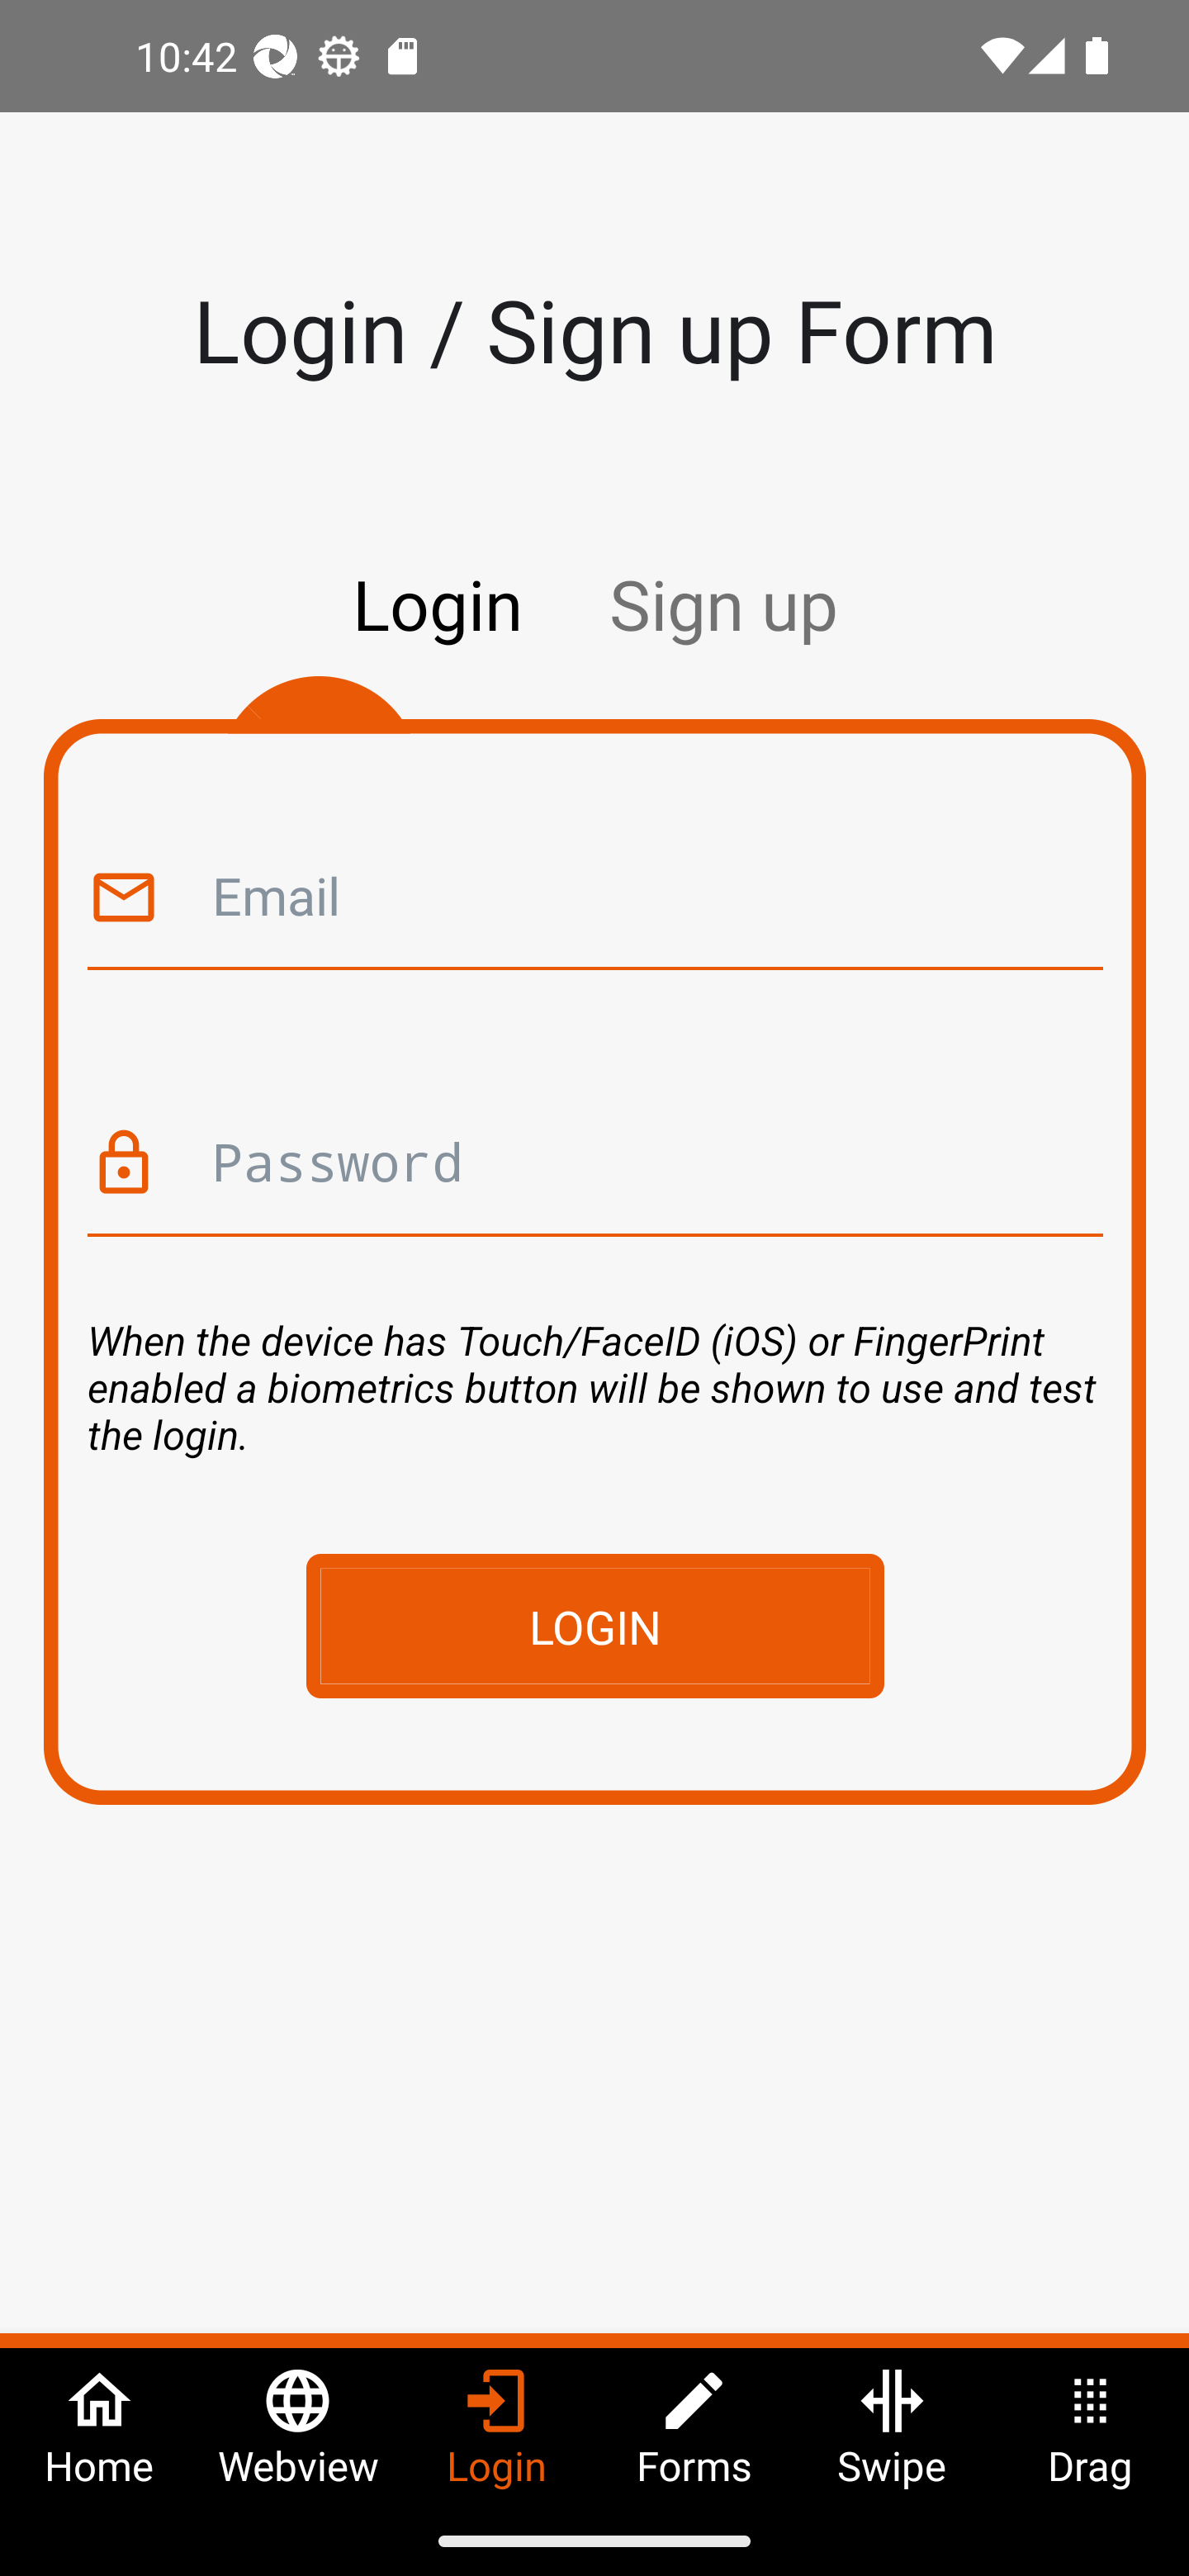 10:42
Login / Sign up Form
Login Sign up
Email
Password
When the device has Touch/FaceID (iOS) or FingerPrint
enabled a biometrics button will be shown to use and test
the login.
LOGIN
Home Webview Login Forms Swipe Drag